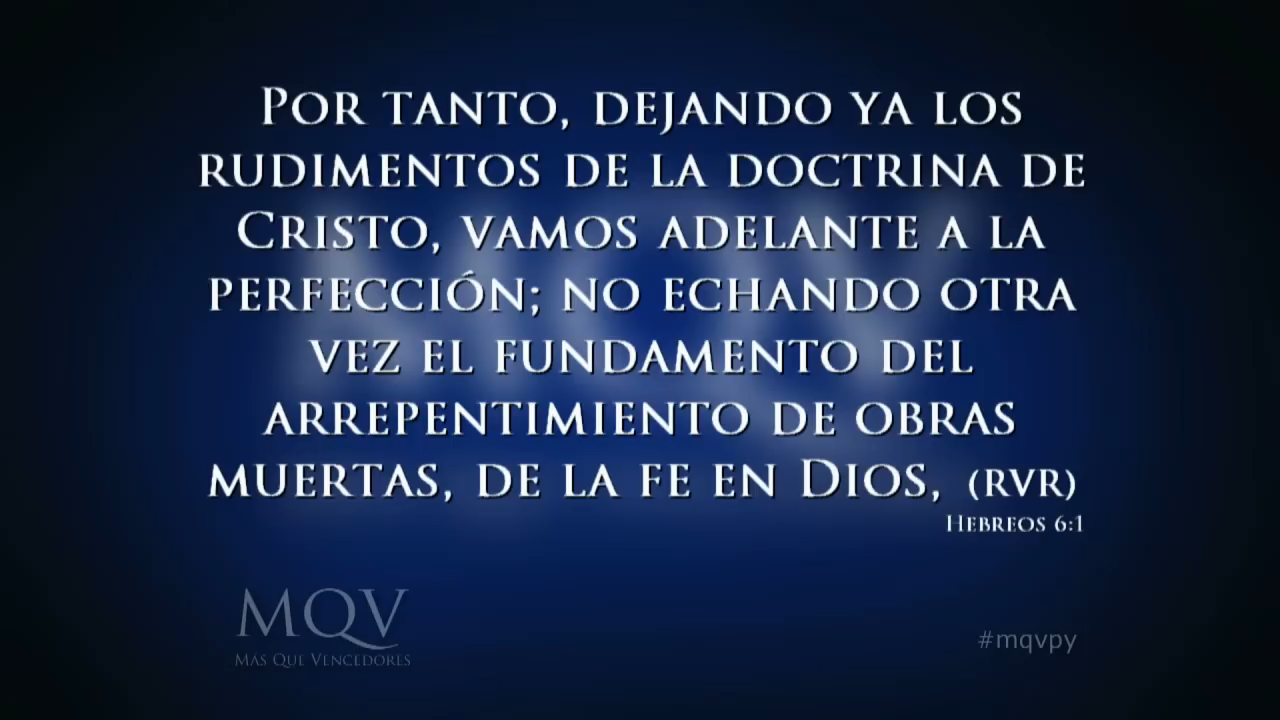 Por tanto, dejando ya los
rudimentos de la doctrina de
Cristo, vamos adelante a la
perfección; no echando otra
vez el fundamento del
arrepentimiento de obras
muertas, de la fe en Dios, (RVR)
Hebreos 6:1
MQV
Más Que Vencedores
#mqvpy